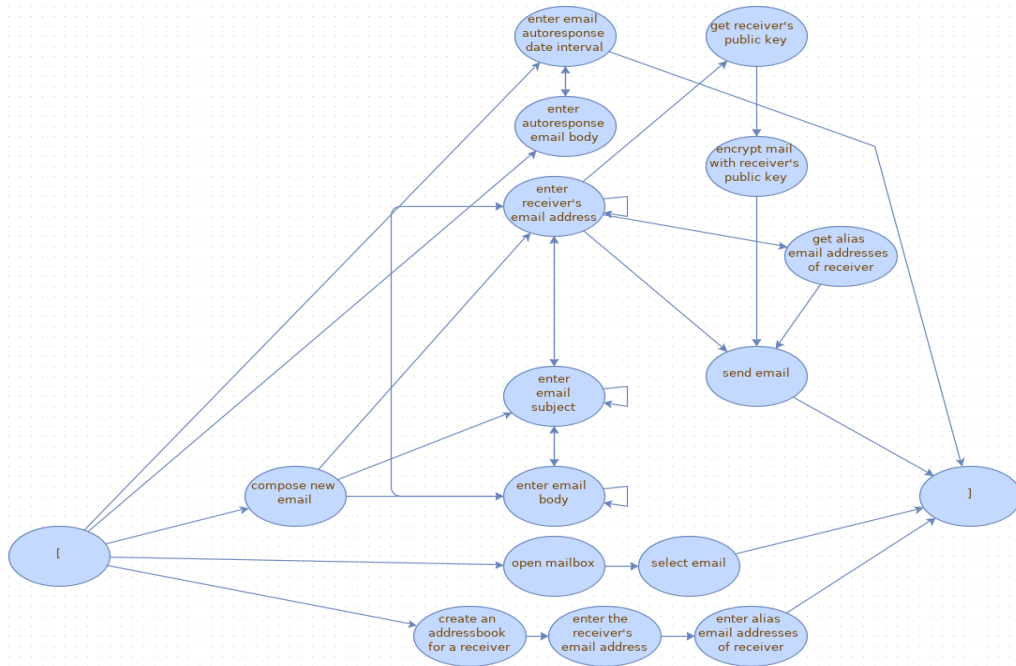 enter email
autoresponse
date interval
get receiver's
public key
enter
autoresponse
email body
encrypt mail
with receiver's
public key
enter
receiver's
email address
get alias
email addresses
of receiver
send email
enter
email
subject
compose new
email
enter email
body
]
[
open mailbox
select email
create an
addressbook
for a receiver
enter the
receiver's
email address
enter alias
email addresses
of receiver